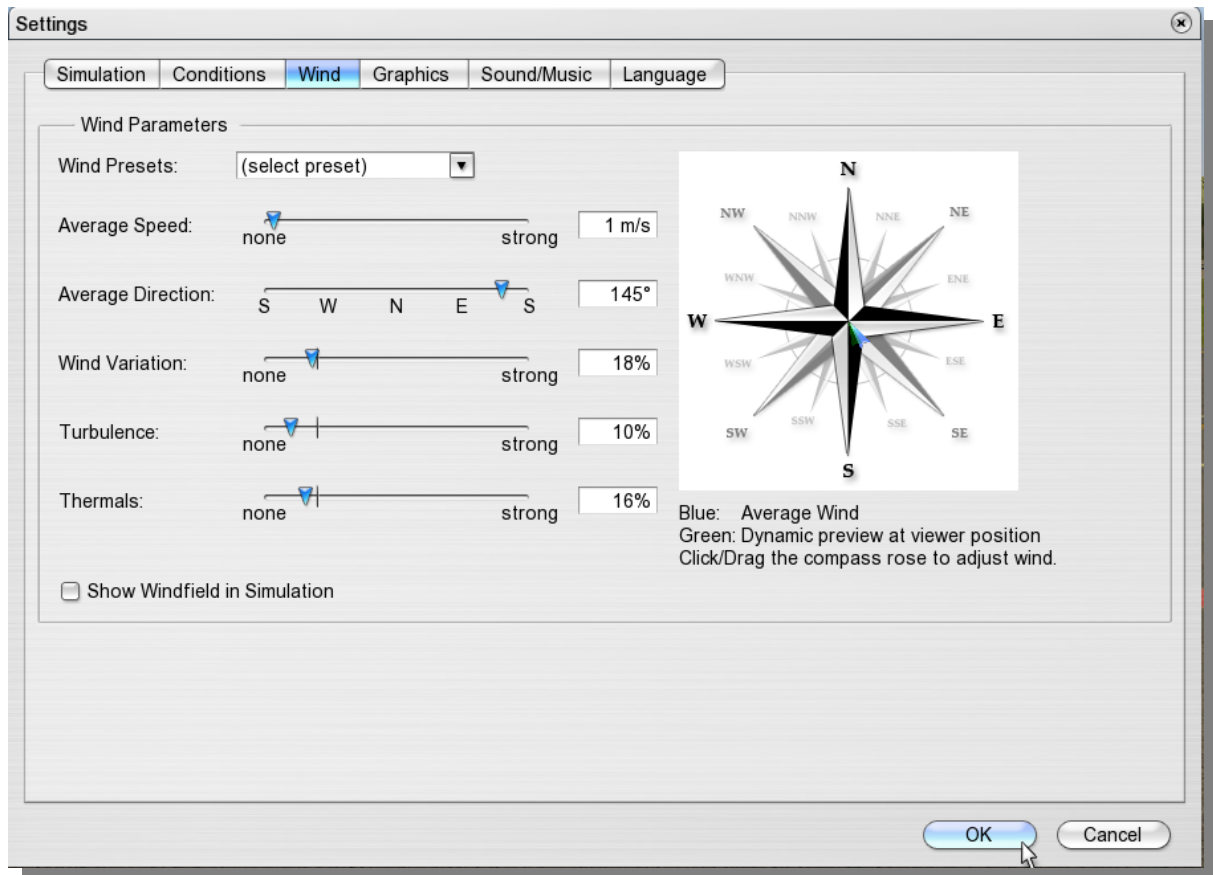 Settings
Simulation Conditions Wind Graphics Sound/Music Language
Wind Parameters
Wind Presets: (select preset)
Average Speed: none strong 1 m/s
Average Direction: S W N E S 145°
Wind Variation: none strong 18%
Turbulence: none strong 10%
Thermals: none strong 16%
Show Windfield in Simulation
N
NW NNW NNE NE
WNW ENE
W E
WSW ESE
SW SSW SSE SE
S
Blue: Average Wind
Green: Dynamic preview at viewer position
Click/Drag the compass rose to adjust wind.
OK Cancel